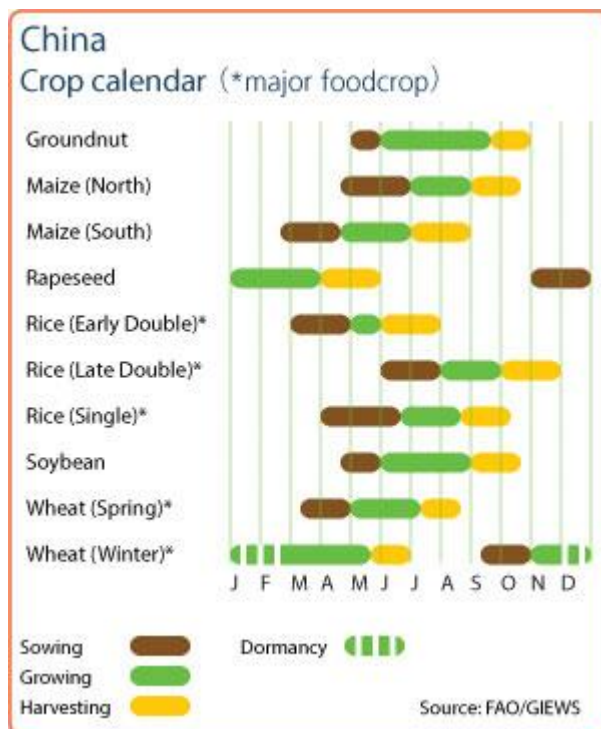 China
Crop calendar (*major foodcrop)
Groundnut
Maize (North)
Maize (South)
Rapeseed
Rice (Early Double)*
Rice (Late Double)*
Rice (Single)*
Soybean
Wheat (Spring)*
Wheat (Winter)*
J F M A M J J A S O N D
Sowing Dormancy
Growing
Harvesting Source: FAO/GIEWS